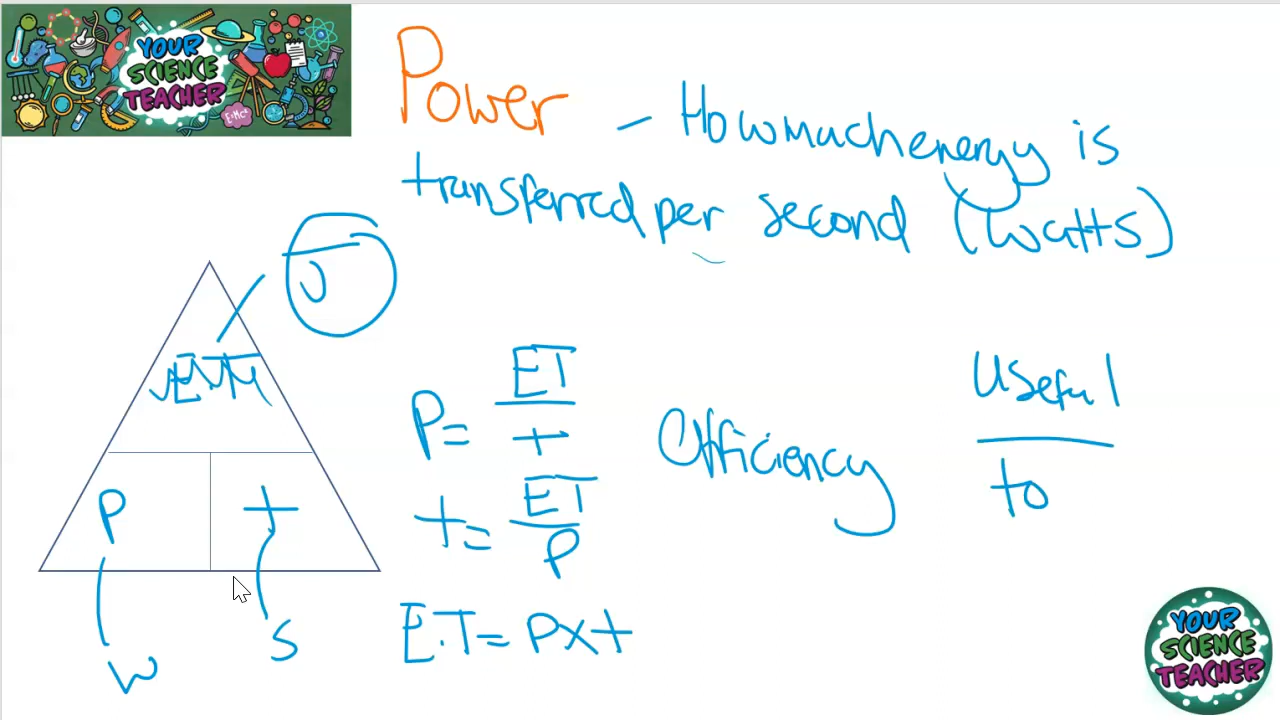 YOUR
SCIENCE
TEACHER
E=MC²
Power - How much energy is
transferred per second (Watts)
J
P
t
W
S
P = ET
t
t = ET
P
E.T = P x t
Efficiency
Useful
to
YOUR
SCIENCE
TEACHER